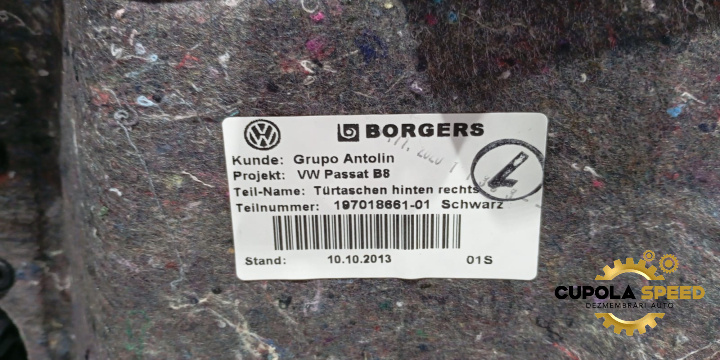 BORGERS
Kunde: Grupo Antolin
Projekt: VW Passat B8
Teil-Name: Türtaschen hinten rechts
Teilnummer: 197018661-01 Schwarz
Stand: 10.10.2013 01S
CUPOLA SPEED
DEZMEMBRĂRI AUTO